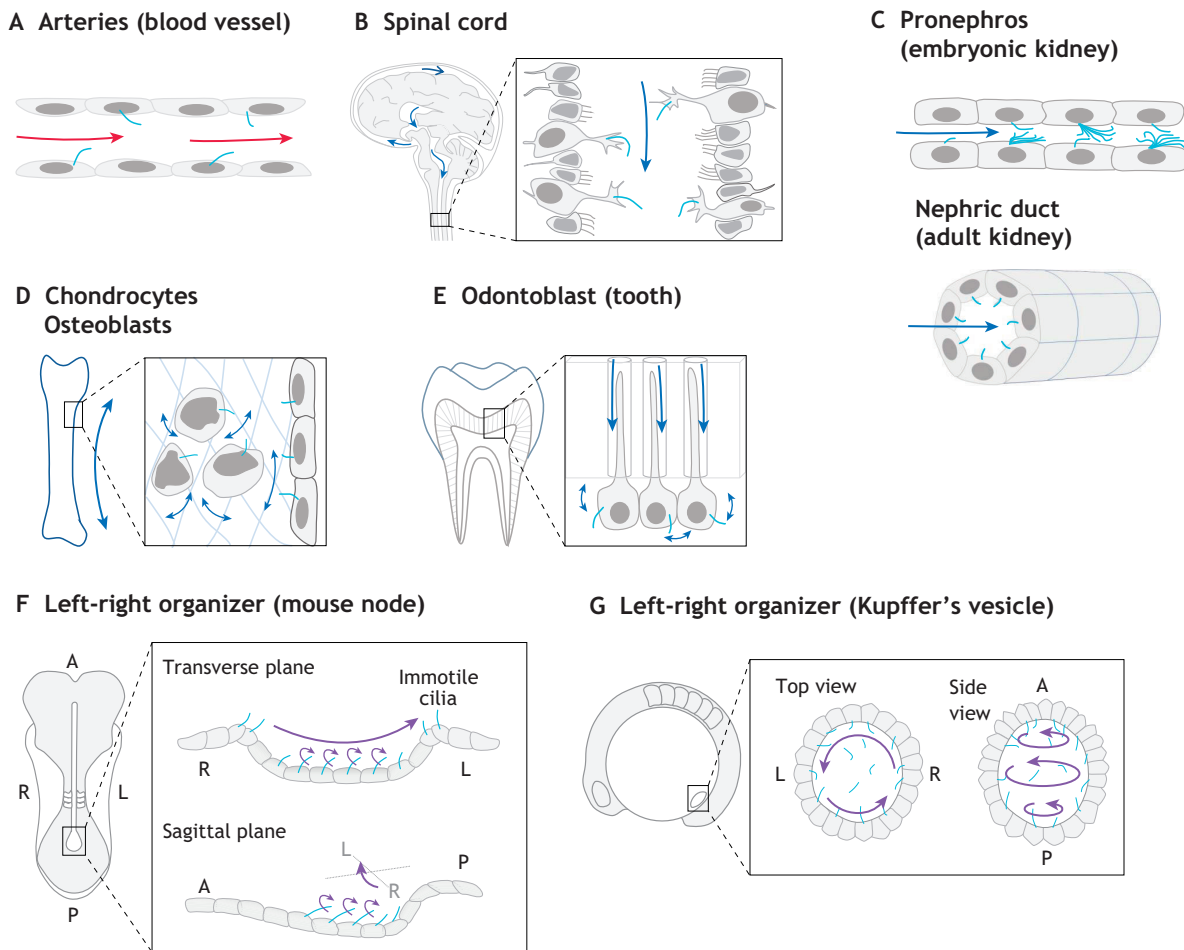 A Arteries (blood vessel)
B Spinal cord
C Pronephros
(embryonic kidney)
Nephric duct
(adult kidney)
D Chondrocytes
Osteoblasts
E Odontoblast (tooth)
F Left-right organizer (mouse node)
A
R
L
P
Transverse plane
Immotile
cilia
R
L
Sagittal plane
L
R
A
P
G Left-right organizer (Kupffer’s vesicle)
Top view
L
R
Side
view
A
P